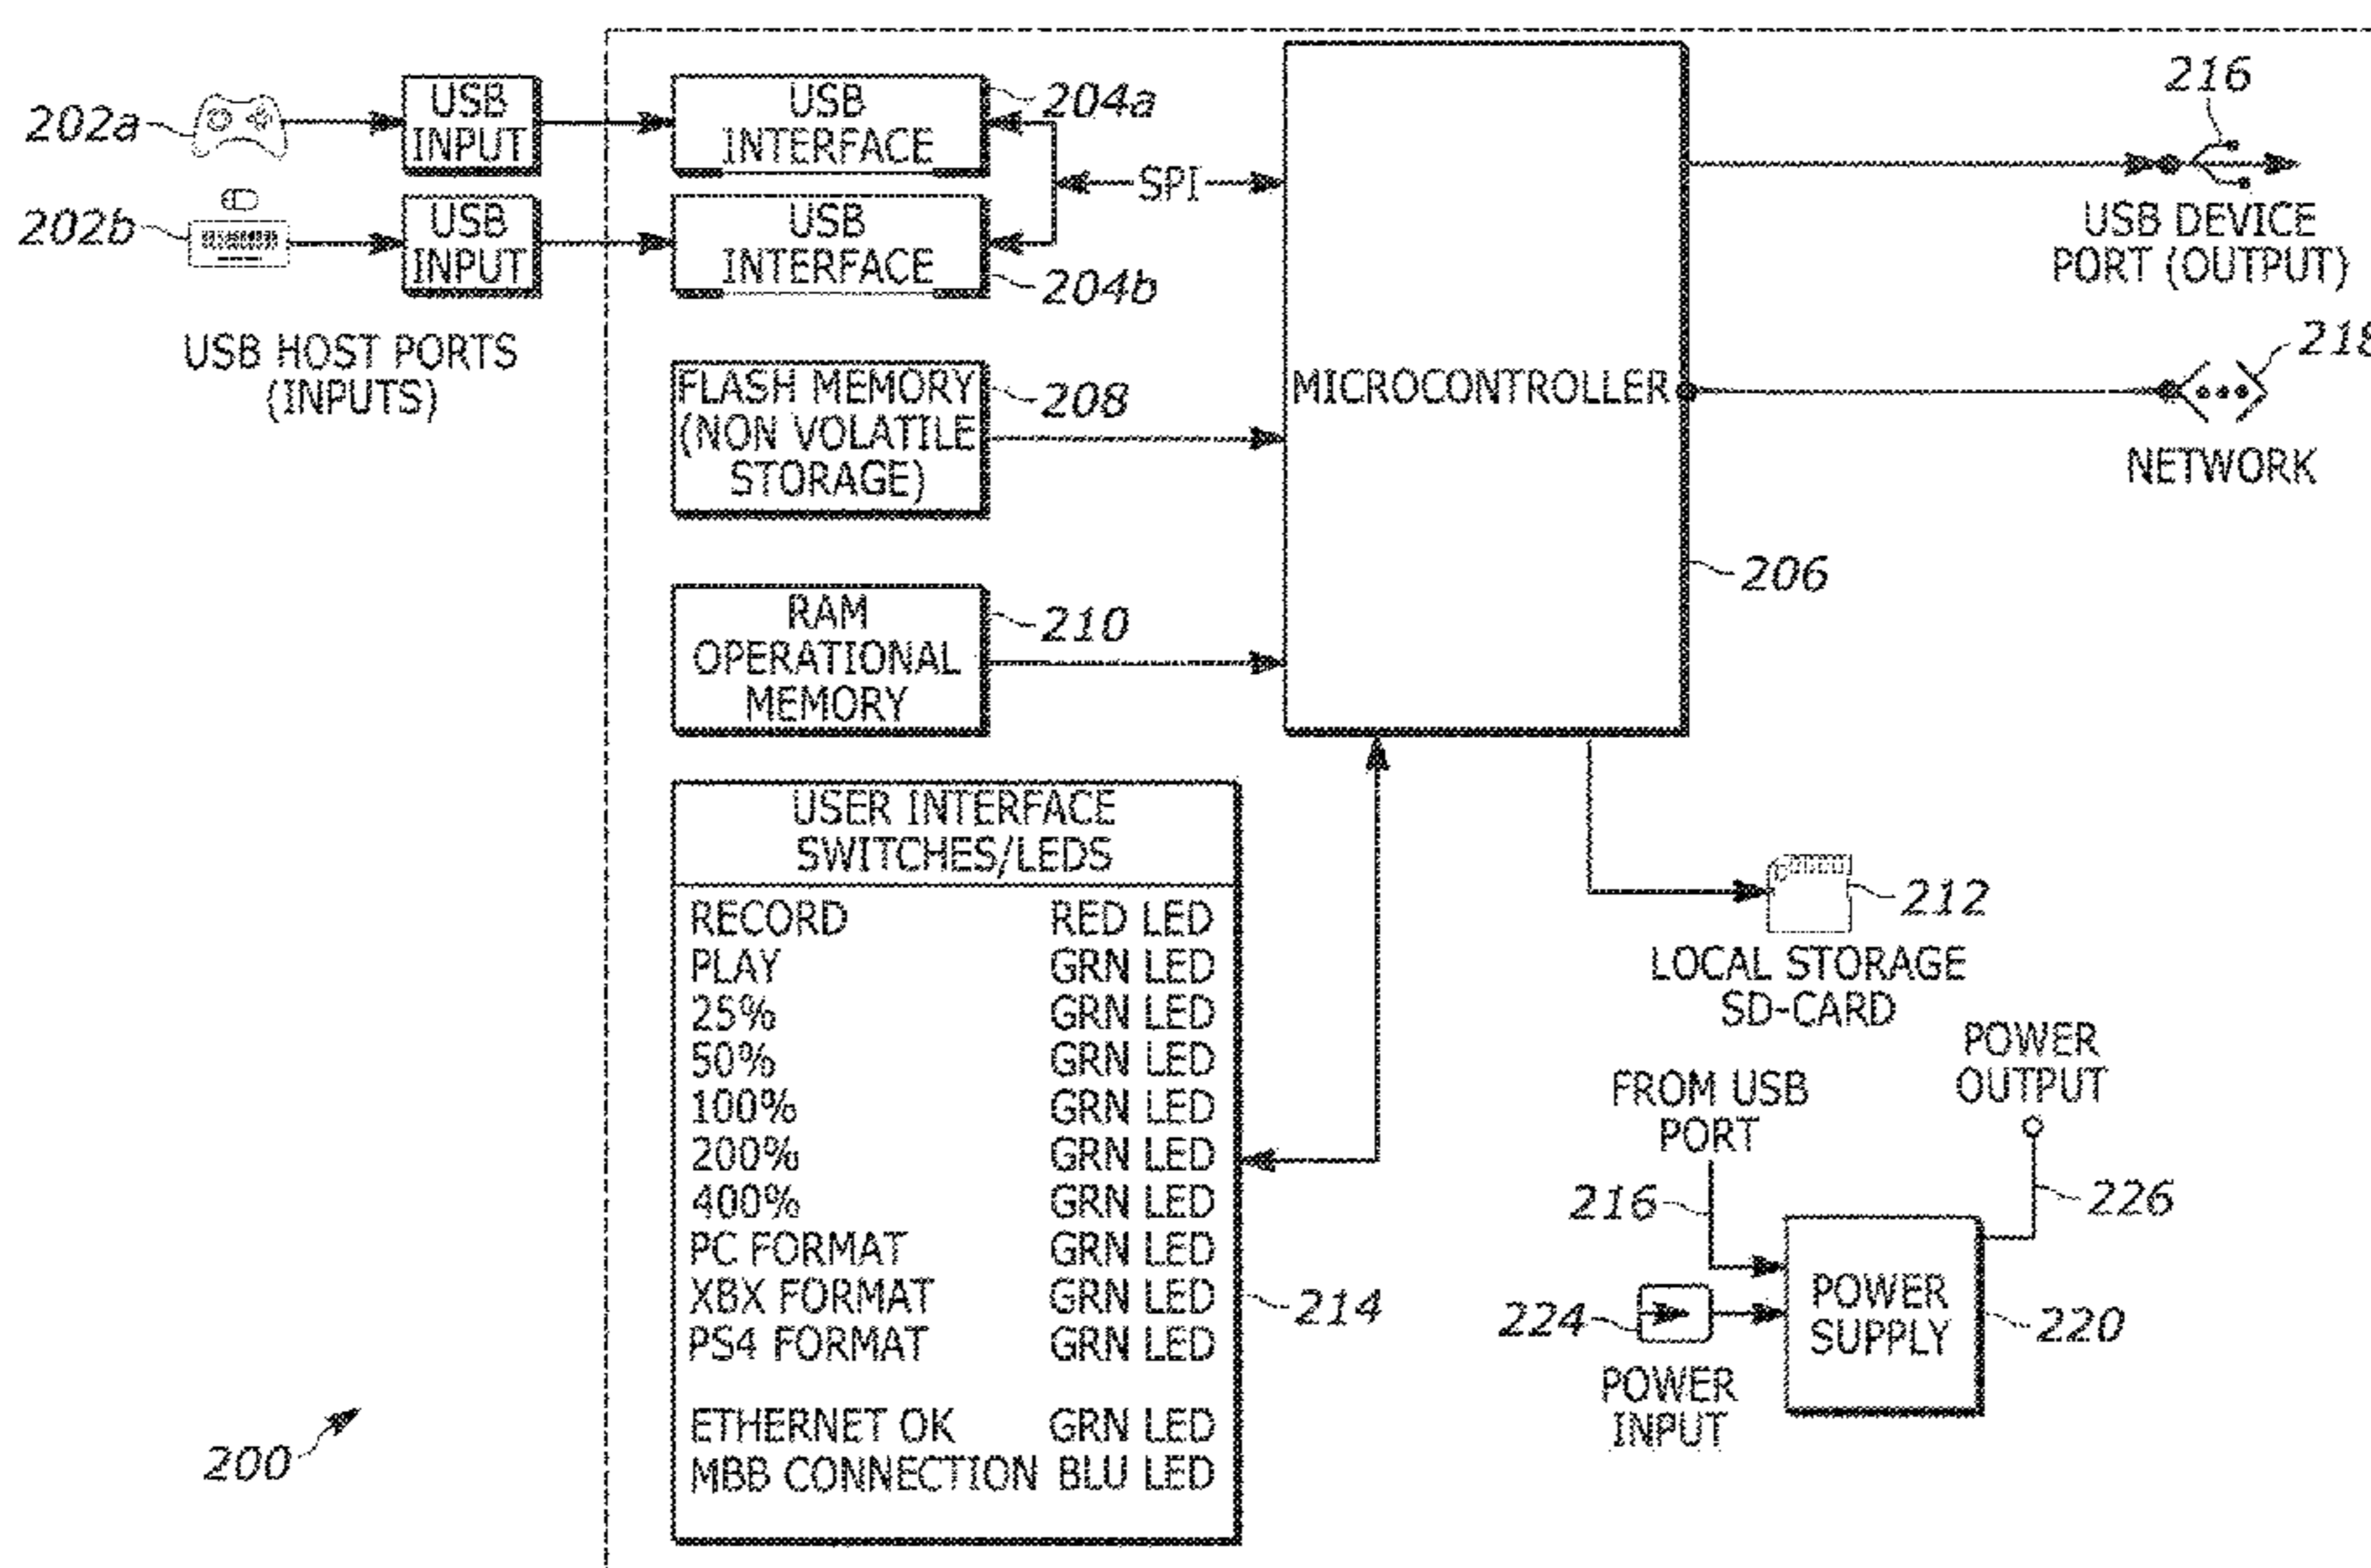 202a
USB
INPUT
USB
INTERFACE
204a
202b
USB
INPUT
USB
INTERFACE
204b
SPI
USB HOST PORTS
(INPUTS)
FLASH MEMORY
(NON VOLATILE
STORAGE)
208
MICROCONTROLLER
206
216
USB DEVICE
PORT (OUTPUT)
218
NETWORK
RAM
OPERATIONAL
MEMORY
210
USER INTERFACE
SWITCHES/LEDS
RECORD RED LED
PLAY GRN LED
25% GRN LED
50% GRN LED
100% GRN LED
200% GRN LED
400% GRN LED
PC FORMAT GRN LED
XBX FORMAT GRN LED
PS4 FORMAT GRN LED
ETHERNET OK GRN LED
MBB CONNECTION BLU LED
214
212
LOCAL STORAGE
SD-CARD
FROM USB
PORT
216
POWER
OUTPUT
226
224
POWER
INPUT
POWER
SUPPLY
220
200